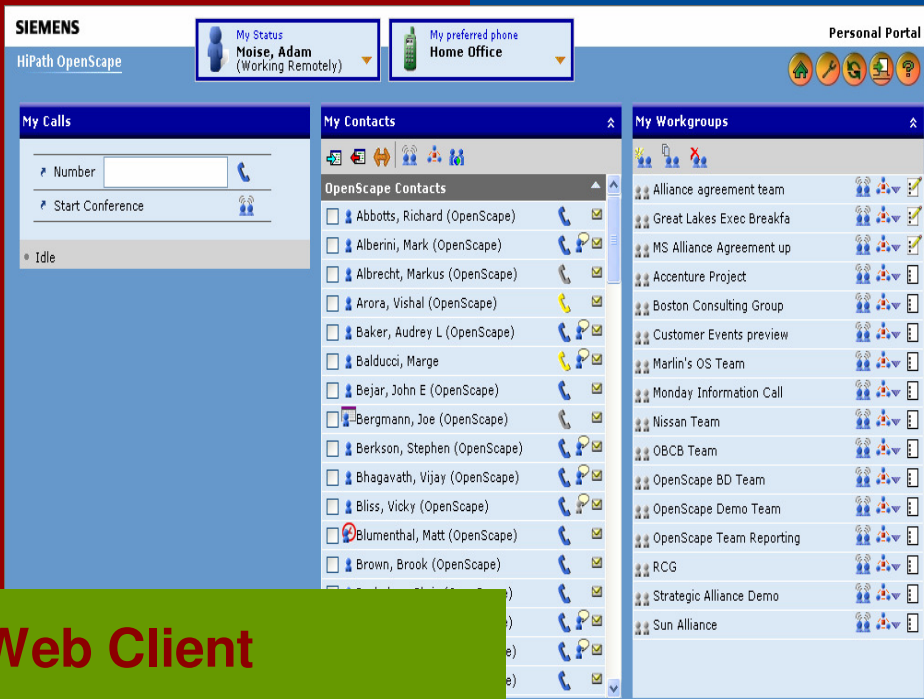 SIEMENS
HiPath OpenScape
My Status
Moise, Adam
(Working Remotely)
My preferred phone
Home Office
Personal Portal
My Calls
Number
Start Conference
Idle
My Contacts
OpenScape Contacts
Abbotts, Richard (OpenScape)
Alberini, Mark (OpenScape)
Albrecht, Markus (OpenScape)
Arora, Vishal (OpenScape)
Baker, Audrey L (OpenScape)
Balducci, Marge
Bejar, John E (OpenScape)
Bergmann, Joe (OpenScape)
Berkson, Stephen (OpenScape)
Bhagavath, Vijay (OpenScape)
Bliss, Vicky (OpenScape)
Blumenthal, Matt (OpenScape)
Brown, Brook (OpenScape)
My Workgroups
Alliance agreement team
Great Lakes Exec Breakfa
MS Alliance Agreement up
Accenture Project
Boston Consulting Group
Customer Events preview
Marlin's OS Team
Monday Information Call
Nissan Team
OBCB Team
OpenScape BD Team
OpenScape Demo Team
OpenScape Team Reporting
RCG
Strategic Alliance Demo
Sun Alliance
Web Client